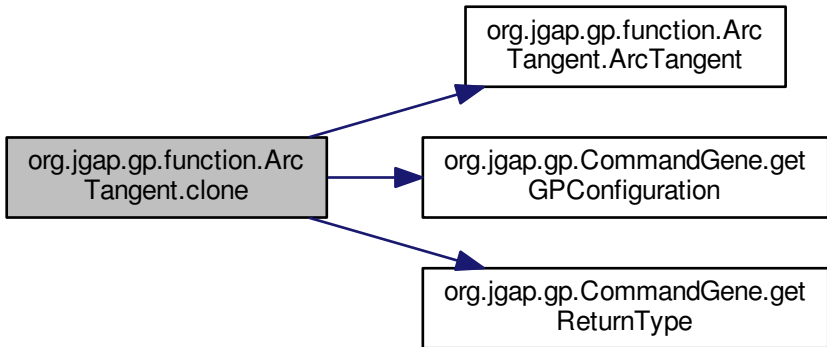 org.jgap.gp.function.Arc
Tangent.ArcTangent
org.jgap.gp.function.Arc
Tangent.clone
org.jgap.gp.CommandGene.get
GPConfiguration
org.jgap.gp.CommandGene.get
ReturnType